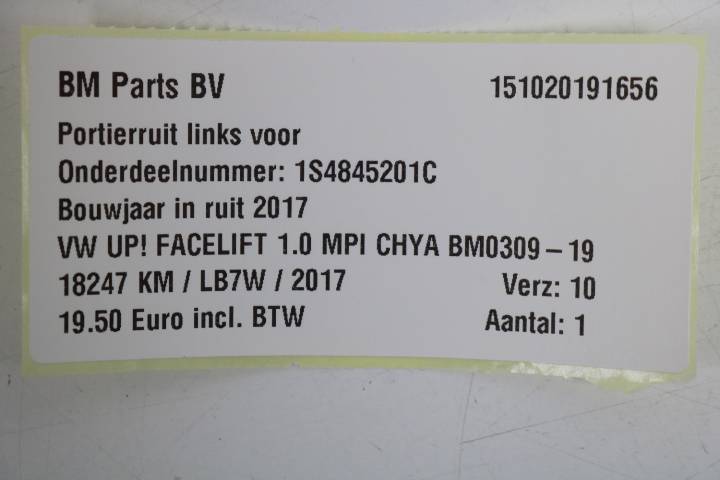 BM Parts BV 151020191656
Portierruit links voor
Onderdeelnummer: 1S4845201C
Bouwjaar in ruit 2017
VW UP! FACELIFT 1.0 MPI CHYA BM0309 – 19
18247 KM / LB7W / 2017 Verz: 10
19.50 Euro incl. BTW Aantal: 1